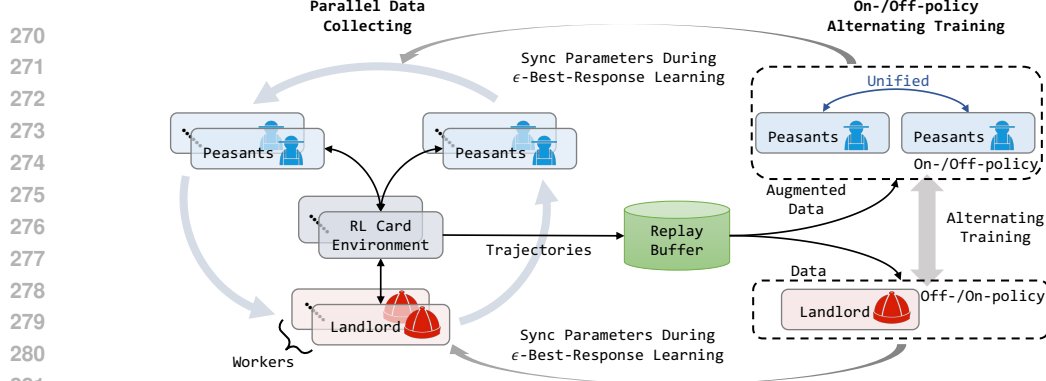 270
271
272
273
274
275
276
277
278
279
280
Parallel Data
Collecting
On-/Off-policy
Alternating Training
Sync Parameters During
ϵ-Best-Response Learning
Unified
Peasants
Peasants
Peasants
Peasants
On-/Off-policy
Augmented
Data
RL Card
Environment
Trajectories
Replay
Buffer
Alternating
Training
Data
Landlord
Landlord
Off-/On-policy
Workers
Sync Parameters During
ϵ-Best-Response Learning